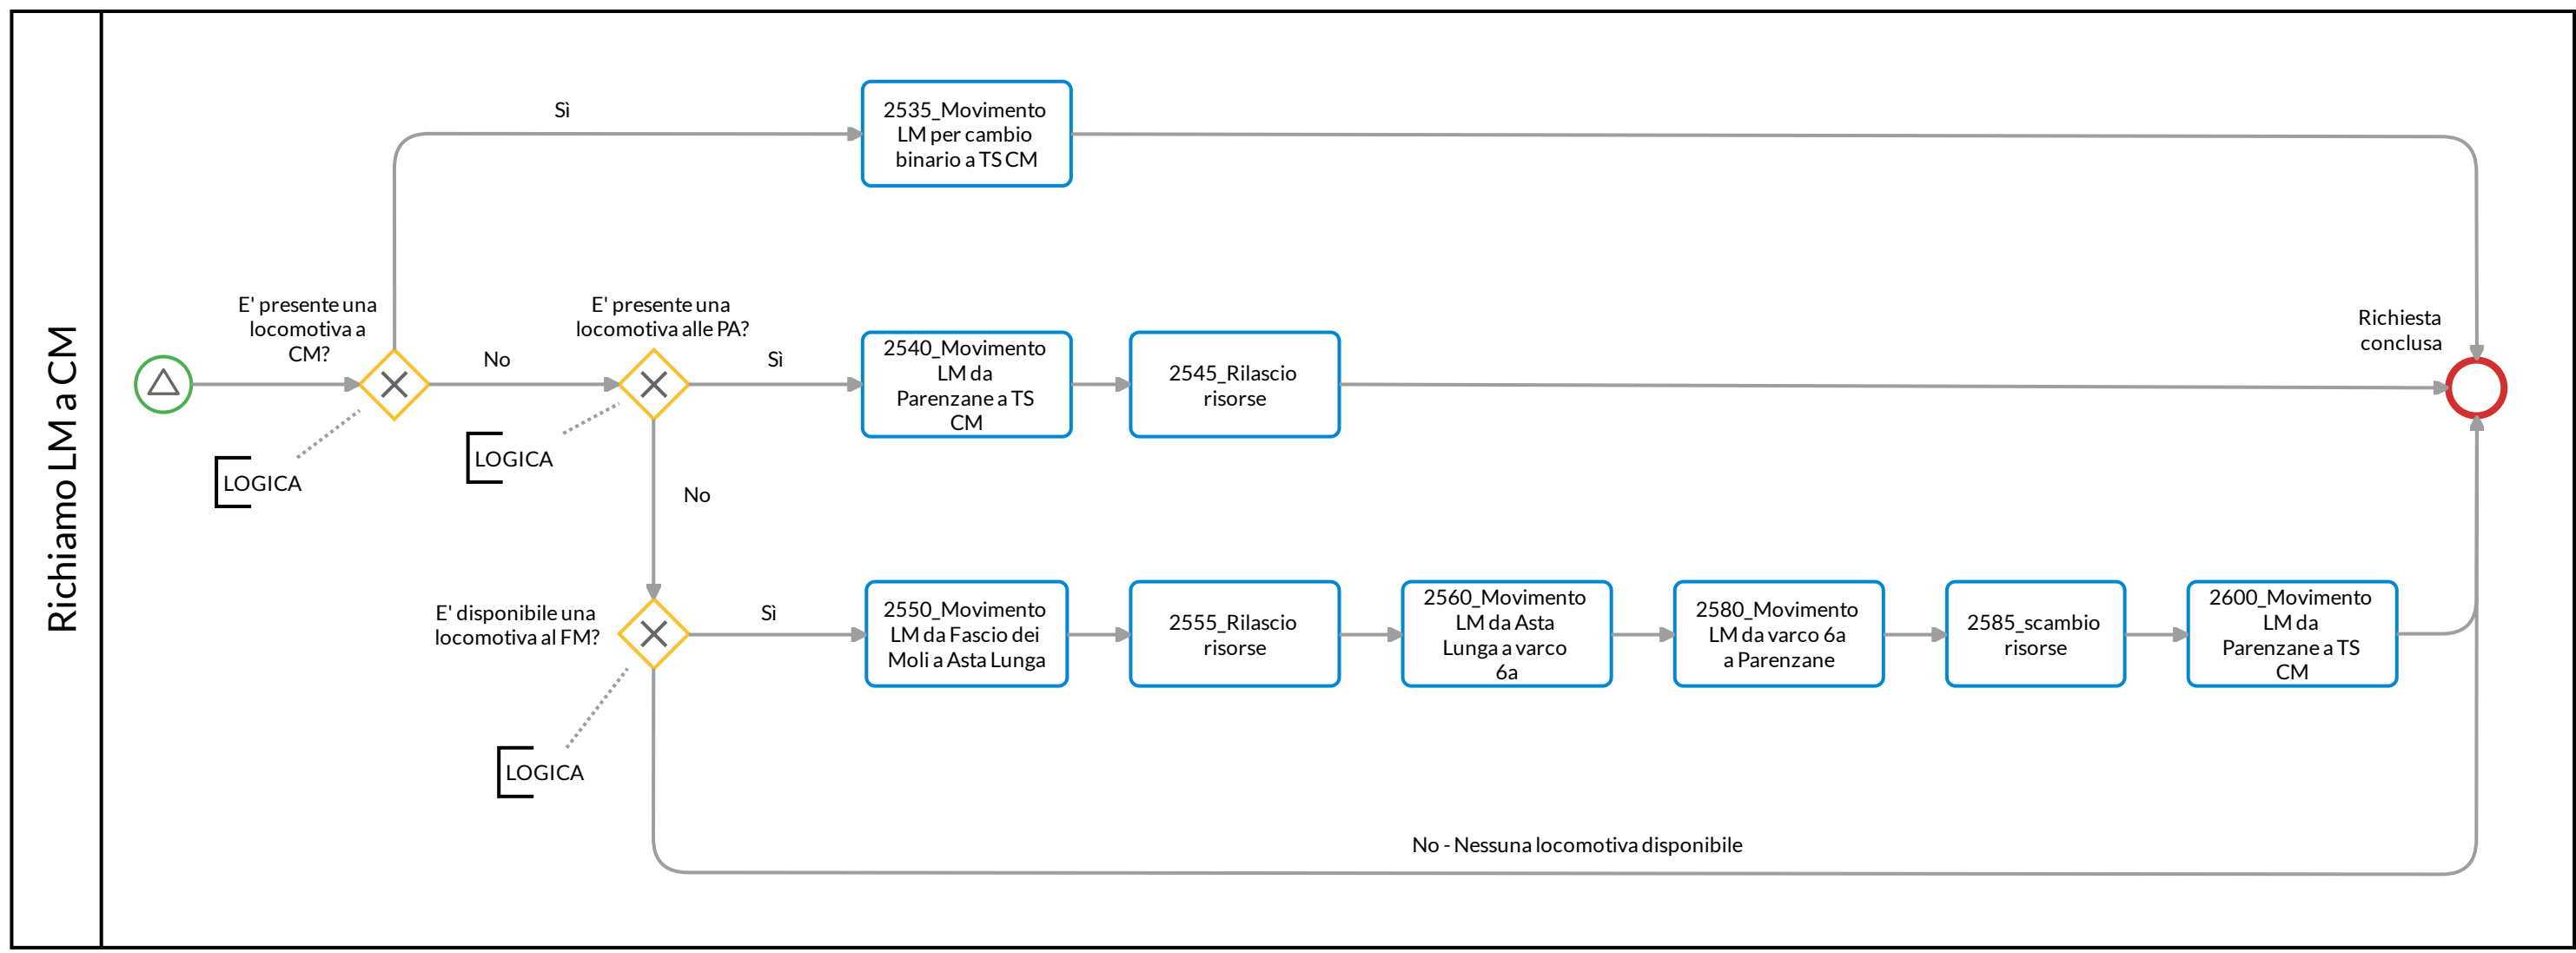 Richiamo LM a CM
Sì
2535_Movimento
LM per cambio
binario a TS CM
E' presente una
locomotiva a
CM?
No
E' presente una
locomotiva alle PA?
Sì
2540_Movimento
LM da
Parenzane a TS
CM
2545_Rilascio
risorse
Richiesta
conclusa
LOGICA
LOGICA
No
E' disponibile una
locomotiva al FM?
Sì
2550_Movimento
LM da Fascio dei
Moli a Asta Lunga
2555_Rilascio
risorse
2560_Movimento
LM da Asta
Lunga a varco
6a
2580_Movimento
LM da varco 6a
a Parenzane
2585_scambio
risorse
2600_Movimento
LM da
Parenzane a TS
CM
LOGICA
No - Nessuna locomotiva disponibile